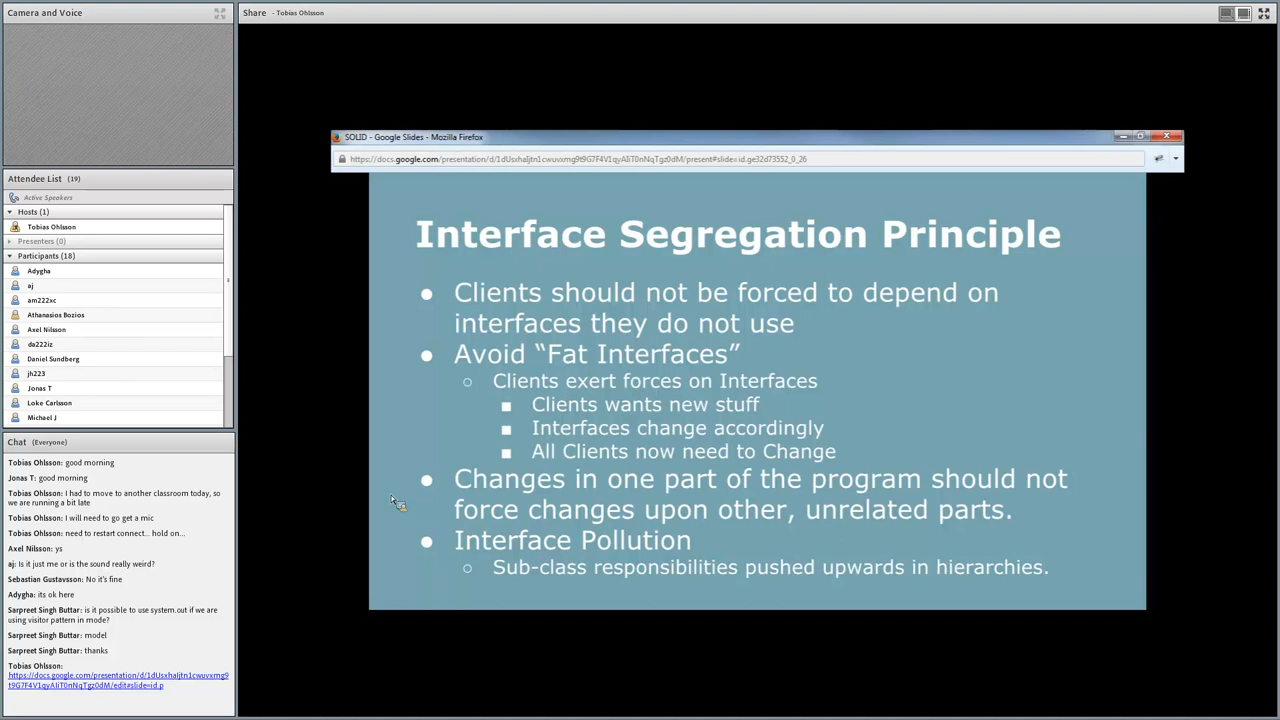 Camera and Voice
Attendee List (19)
Active Speakers
Hosts (1)
Tobias Ohlsson
Presenters (0)
Participants (18)
Adygha
aj
am222xc
Athanasios Bozios
Axel Nilsson
da222iz
Daniel Sundberg
jh223
Jonas T
Loke Carlsson
Michael J
Chat (Everyone)
Tobias Ohlsson: good morning
Jonas T: good morning
Tobias Ohlsson: I had to move to another classroom today, so
we are running a bit late
Tobias Ohlsson: I will need to go get a mic
Tobias Ohlsson: need to restart connect... hold on...
Axel Nilsson: ys
aj: Is it just me or is the sound really weird?
Sebastian Gustavsson: No it's fine
Adygha: its ok here
Sarpreet Singh Buttar: is it possible to use system.out if we are
using visitor pattern in mode?
Sarpreet Singh Buttar: model
Sarpreet Singh Buttar: thanks
Tobias Ohlsson:
Share - Tobias Ohlsson
SOLID - Google Slides - Mozilla Firefox
Interface Segregation Principle
● Clients should not be forced to depend on
interfaces they do not use
● Avoid “Fat Interfaces”
○ Clients exert forces on Interfaces
■ Clients wants new stuff
■ Interfaces change accordingly
■ All Clients now need to Change
● Changes in one part of the program should not
force changes upon other, unrelated parts.
● Interface Pollution
○ Sub-class responsibilities pushed upwards in hierarchies.